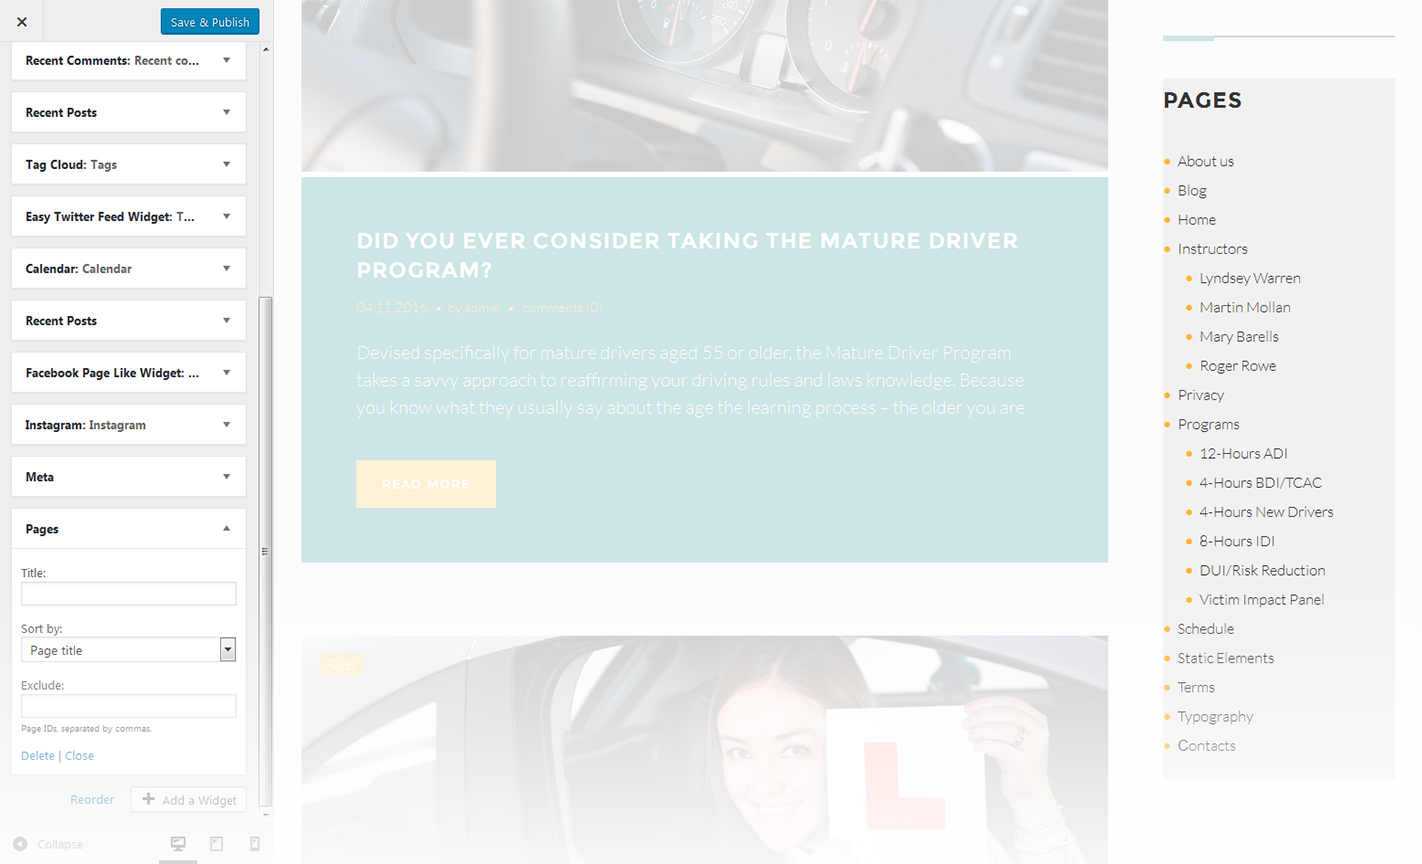 Save & Publish
Recent Comments: Recent co...
Recent Posts
Tag Cloud: Tags
Easy Twitter Feed Widget: T...
Calendar: Calendar
Recent Posts
Facebook Page Like Widget: ...
Instagram: Instagram
Meta
Pages
Title:
Sort by:
Page title
Exclude:
Page IDs, separated by commas.
Delete | Close
Reorder
Add a Widget
Collapse
DID YOU EVER CONSIDER TAKING THE MATURE DRIVER
PROGRAM?
04.11.2016 • by admin • comments (0)
Devised specifically for mature drivers aged 55 or older, the Mature Driver Program
takes a savvy approach to reaffirming your driving rules and laws knowledge. Because
you know what they usually say about the age the learning process – the older you are
READ MORE
Rules
L
PAGES
About us
Blog
Home
Instructors
Lyndsey Warren
Martin Mollan
Mary Barells
Roger Rowe
Privacy
Programs
12-Hours ADI
4-Hours BDI/TCAC
4-Hours New Drivers
8-Hours IDI
DUI/Risk Reduction
Victim Impact Panel
Schedule
Static Elements
Terms
Typography
Contacts